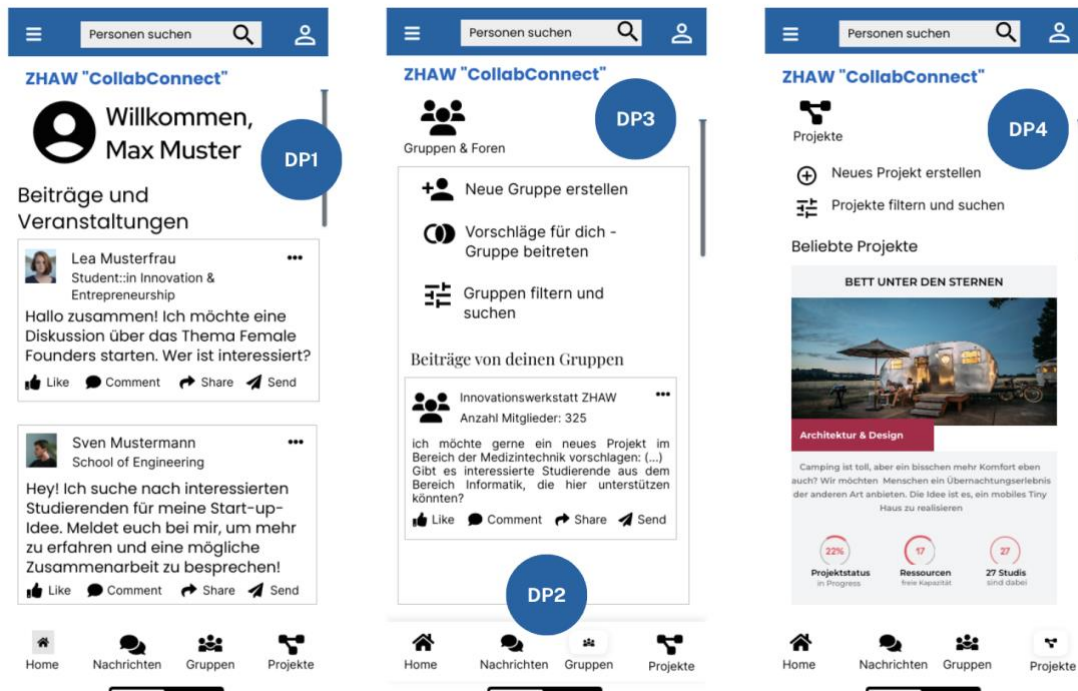 Personen suchen
ZHAW "CollabConnect"
Willkommen,
Max Muster
DP1
Beiträge und
Veranstaltungen
Lea Musterfrau
Student::in Innovation &
Entrepreneurship
Hallo zusammen! Ich möchte eine
Diskussion über das Thema Female
Founders starten. Wer ist interessiert?
Like Comment Share Send
Sven Mustermann
School of Engineering
Hey! Ich suche nach interessierten
Studierenden für meine Start-up-
Idee. Meldet euch bei mir, um mehr
zu erfahren und eine mögliche
Zusammenarbeit zu besprechen!
Like Comment Share Send
Home Nachrichten Gruppen Projekte
Personen suchen
ZHAW "CollabConnect"
DP3
Gruppen & Foren
Neue Gruppe erstellen
Vorschläge für dich -
Gruppe beitreten
Gruppen filtern und
suchen
Beiträge von deinen Gruppen
Innovationswerkstatt ZHAW
Anzahl Mitglieder: 325
ich möchte gerne ein neues Projekt im
Bereich der Medizintechnik vorschlagen: (...)
Gibt es interessierte Studierende aus dem
Bereich Informatik, die hier unterstützen
könnten?
Like Comment Share Send
DP2
Home Nachrichten Gruppen Projekte
Personen suchen
ZHAW "CollabConnect"
DP4
Projekte
Neues Projekt erstellen
Projekte filtern und suchen
Beliebte Projekte
BETT UNTER DEN STERNEN
Architektur & Design
Camping ist toll, aber ein bisschen mehr Komfort eben
auch? Wir möchten Menschen ein Übernachtungserlebnis
der anderen Art anbieten. Die Idee ist es, ein mobiles Tiny
Haus zu realisieren
22% 17 27
Projektstatus Ressourcen 27 Studis
in Progress freie Kapazität sind dabei
Home Nachrichten Gruppen Projekte